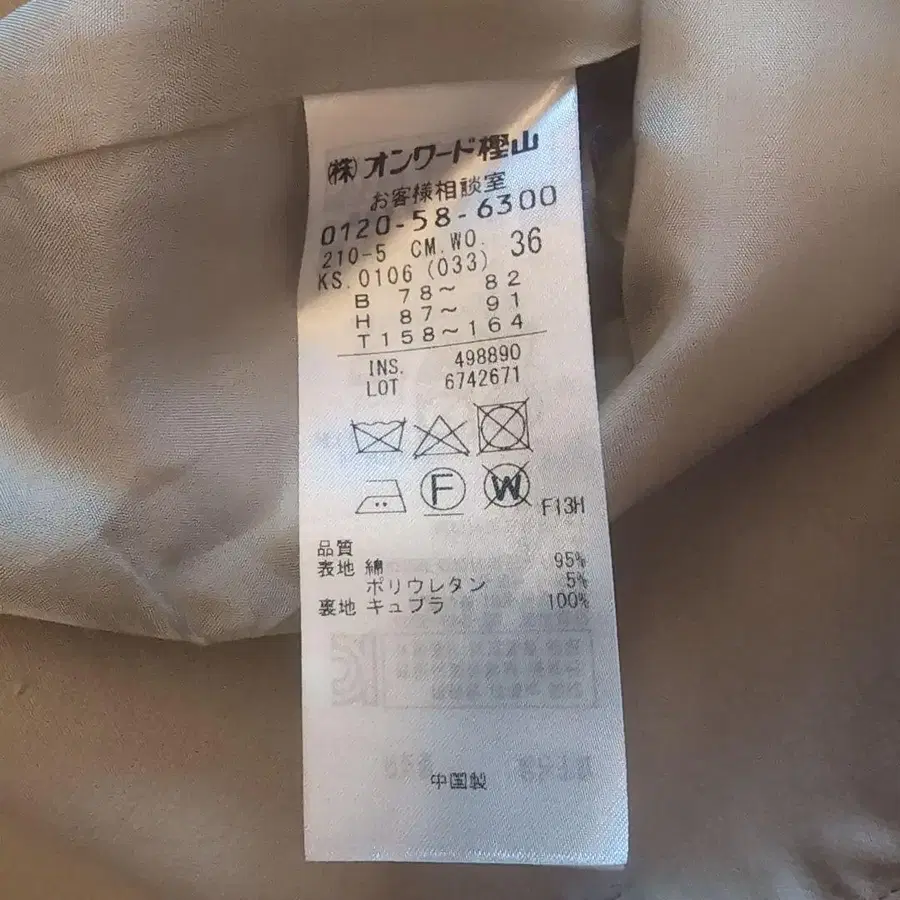 ㈱オンワード樫山
お客様相談室
0120-58-6300
210-5 CM.WO. 36
KS.0106 (033)
B 78～ 82
H 87～ 91
T158～164
INS. 498890
LOT 6742671
F W
F13H
品質
表地 綿 95%
ポリウレタン 5%
裏地 キュプラ 100%
中国製